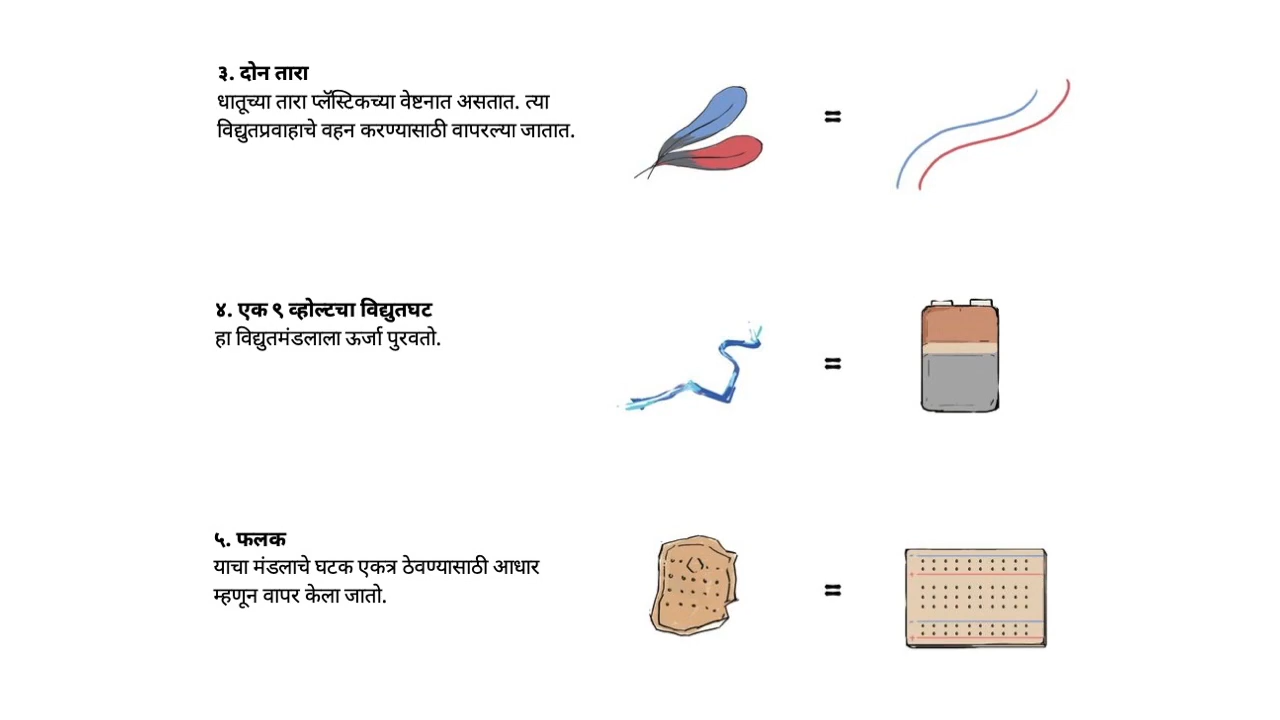 ३. दोन तारा
धातूच्या तारा प्लॅस्टिकच्या वेष्टनात असतात. त्या
विद्युतप्रवाहाचे वहन करण्यासाठी वापरल्या जातात.
=
४. एक ९ व्होल्टचा विद्युतघट
हा विद्युतमंडलाला ऊर्जा पुरवतो.
=
५. फलक
याचा मंडलाचे घटक एकत्र ठेवण्यासाठी आधार
म्हणून वापर केला जातो.
=